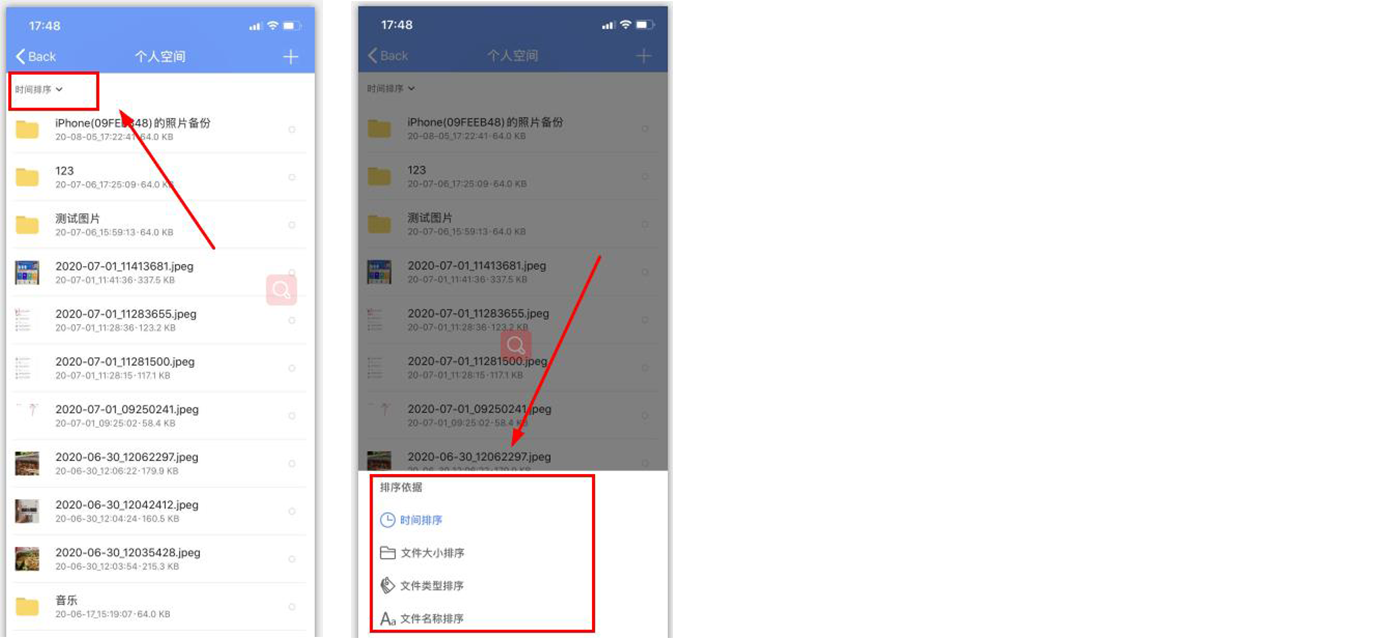 17:48
Back
个人空间
时间排序
iPhone(09FEEB48)的照片备份
20-08-05_17:22:41·64.0 KB
123
20-07-06_17:25:09·64.0 KB
测试图片
20-07-06_15:59:13·64.0 KB
2020-07-01_11413681.jpeg
20-07-01_11:41:36·337.5 KB
2020-07-01_11283655.jpeg
20-07-01_11:28:36·123.2 KB
2020-07-01_11281500.jpeg
20-07-01_11:28:15·117.1 KB
2020-07-01_09250241.jpeg
20-07-01_09:25:02·58.4 KB
2020-06-30_12062297.jpeg
20-06-30_12:06:22·179.9 KB
2020-06-30_12042412.jpeg
20-06-30_12:04:24·160.5 KB
2020-06-30_12035428.jpeg
20-06-30_12:03:54·215.3 KB
音乐
20-06-17_15:19:07·64.0 KB
17:48
Back
个人空间
时间排序
iPhone(09FEEB48)的照片备份
20-08-05_17:22:41·64.0 KB
123
20-07-06_17:25:09·64.0 KB
测试图片
20-07-06_15:59:13·64.0 KB
2020-07-01_11413681.jpeg
20-07-01_11:41:36·337.5 KB
2020-07-01_11283655.jpeg
20-07-01_11:28:36·123.2 KB
2020-07-01_11281500.jpeg
20-07-01_11:28:15·117.1 KB
2020-07-01_09250241.jpeg
20-07-01_09:25:02·58.4 KB
2020-06-30_12062297.jpeg
20-06-30_12:06:22·179.9 KB
排序依据
时间排序
文件大小排序
文件类型排序
Aa 文件名称排序